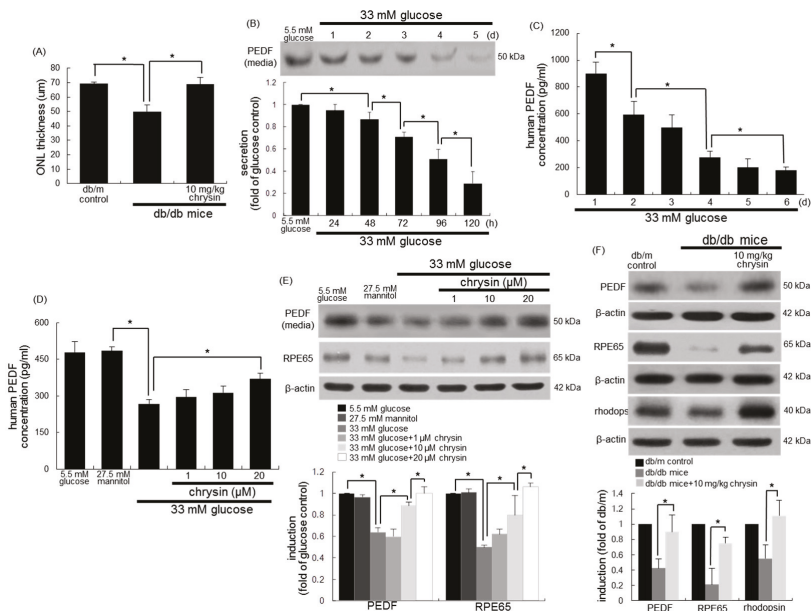 (A)
ONL thickness (um)
80
70
60
50
40
30
20
10
0
*
*
db/m
control
10 mg/kg
chrysin
db/db mice
(B)
33 mM glucose
5.5 mM
glucose
1 2 3 4 5 (d)
PEDF
(media)
50 kDa
secretion
(fold of glucose control)
1.2
1
0.8
0.6
0.4
0.2
0
*
*
*
*
5.5 mM
glucose
24 48 72 96 120 (h)
33 mM glucose
(C)
human PEDF
concentration (pg/ml)
1200
1000
800
600
400
200
0
*
*
*
1 2 3 4 5 6 (d)
33 mM glucose
(D)
human PEDF
concentration (pg/ml)
600
450
300
150
0
*
*
5.5 mM
glucose
27.5 mM
mannitol
1 10 20
chrysin (µM)
33 mM glucose
(E)
33 mM glucose
chrysin (µM)
5.5 mM
glucose
27.5 mM
mannitol
1 10 20
PEDF
(media)
50 kDa
RPE65
65 kDa
β-actin
42 kDa
5.5 mM glucose
27.5 mM mannitol
33 mM glucose
33 mM glucose+1 µM chrysin
33 mM glucose+10 µM chrysin
33 mM glucose+20 µM chrysin
induction
(fold of glucose control)
1.2
1
0.8
0.6
0.4
0.2
0
* * * * * *
PEDF RPE65
(F)
db/db mice
db/m
control
10 mg/kg
chrysin
PEDF
50 kDa
β-actin
42 kDa
RPE65
65 kDa
β-actin
42 kDa
rhodops
40 kDa
β-actin
42 kDa
db/m control
db/db mice
db/db mice+10 mg/kg chrysin
induction (fold of db/m)
1.4
1.2
1
0.8
0.6
0.4
0.2
0
* * *
PEDF RPE65 rhodopsin